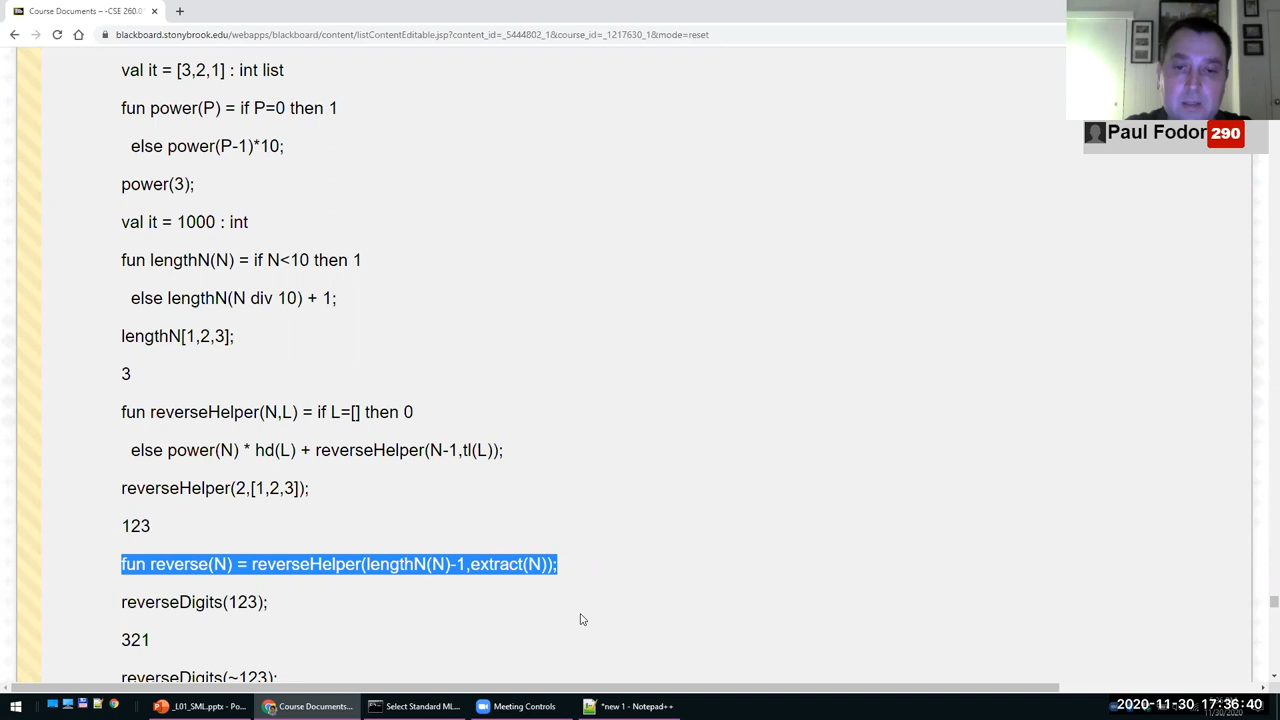 Course Documents – -CSE 260.0
blackboard.stonybrook.edu/webapps/blackboard/content/listContentEditable.jsp?content_id=_5444802_1&course_id=_1217630_1&mode=reset
Paul Fodor 290
val it = [3,2,1] : int list
fun power(P) = if P=0 then 1
else power(P-1)*10;
power(3);
val it = 1000 : int
fun lengthN(N) = if N<10 then 1
else lengthN(N div 10) + 1;
lengthN[1,2,3];
3
fun reverseHelper(N,L) = if L=[] then 0
else power(N) * hd(L) + reverseHelper(N-1,tl(L));
reverseHelper(2,[1,2,3]);
123
fun reverse(N) = reverseHelper(lengthN(N)-1,extract(N));
reverseDigits(123);
321
reverseDigits(~123);
_L01_SML.pptx - Po... Course Documents... Select Standard ML... Meeting Controls *new 1 - Notepad++
2020-11-30 17:36:40
11/30/2020